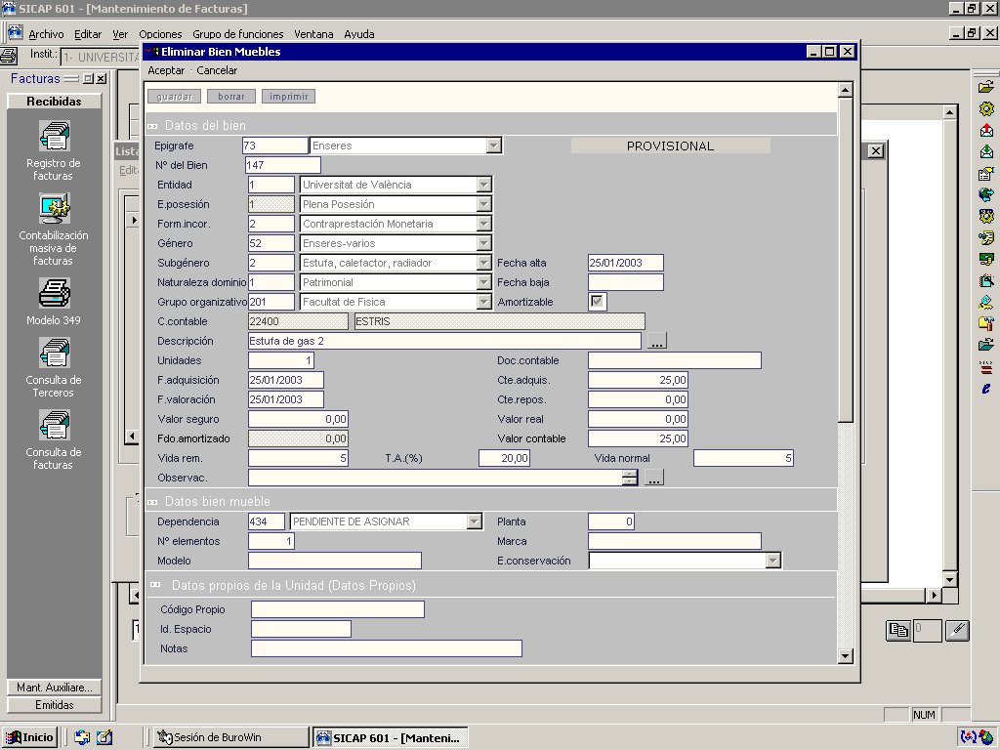 SICAP 601 - [Mantenimiento de Facturas]
Archivo Editar Ver Opciones Grupo de funciones Ventana Ayuda
Instit.: 1- UNIVERSITA
Facturas
Recibidas
Registro de
facturas
Contabilización
masiva de
facturas
Modelo 349
Consulta de
Terceros
Consulta de
facturas
Mant. Auxiliare...
Emitidas
Lista
Edit
Eliminar Bien Muebles
Aceptar Cancelar
guardar borrar imprimir
Datos del bien
Epigrafe 73 Enseres PROVISIONAL
Nº del Bien 147
Entidad 1 Universitat de València
E.posesión 1 Plena Posesión
Form.incor. 2 Contraprestación Monetaria
Género 52 Enseres-varios
Subgénero 2 Estufa, calefactor, radiador Fecha alta 25/01/2003
Naturaleza dominio 1 Patrimonial Fecha baja
Grupo organizativo 201 Facultat de Fisica Amortizable
C.contable 22400 ESTRIS
Descripción Estufa de gas 2 ...
Unidades 1 Doc.contable
F.adquisición 25/01/2003 Cte.adquis. 25,00
F.valoración 25/01/2003 Cte.repos. 0,00
Valor seguro 0,00 Valor real 0,00
Fdo.amortizado 0,00 Valor contable 25,00
Vida rem. 5 T.A.(%) 20,00 Vida normal 5
Observac. ...
Datos bien mueble
Dependencia 434 PENDIENTE DE ASIGNAR Planta 0
Nº elementos 1 Marca
Modelo E.conservación
Datos propios de la Unidad (Datos Propios)
Código Propio
Id. Espacio
Notas
0
NUM
Inicio Sesión de BuroWin SICAP 601 - [Manteni...